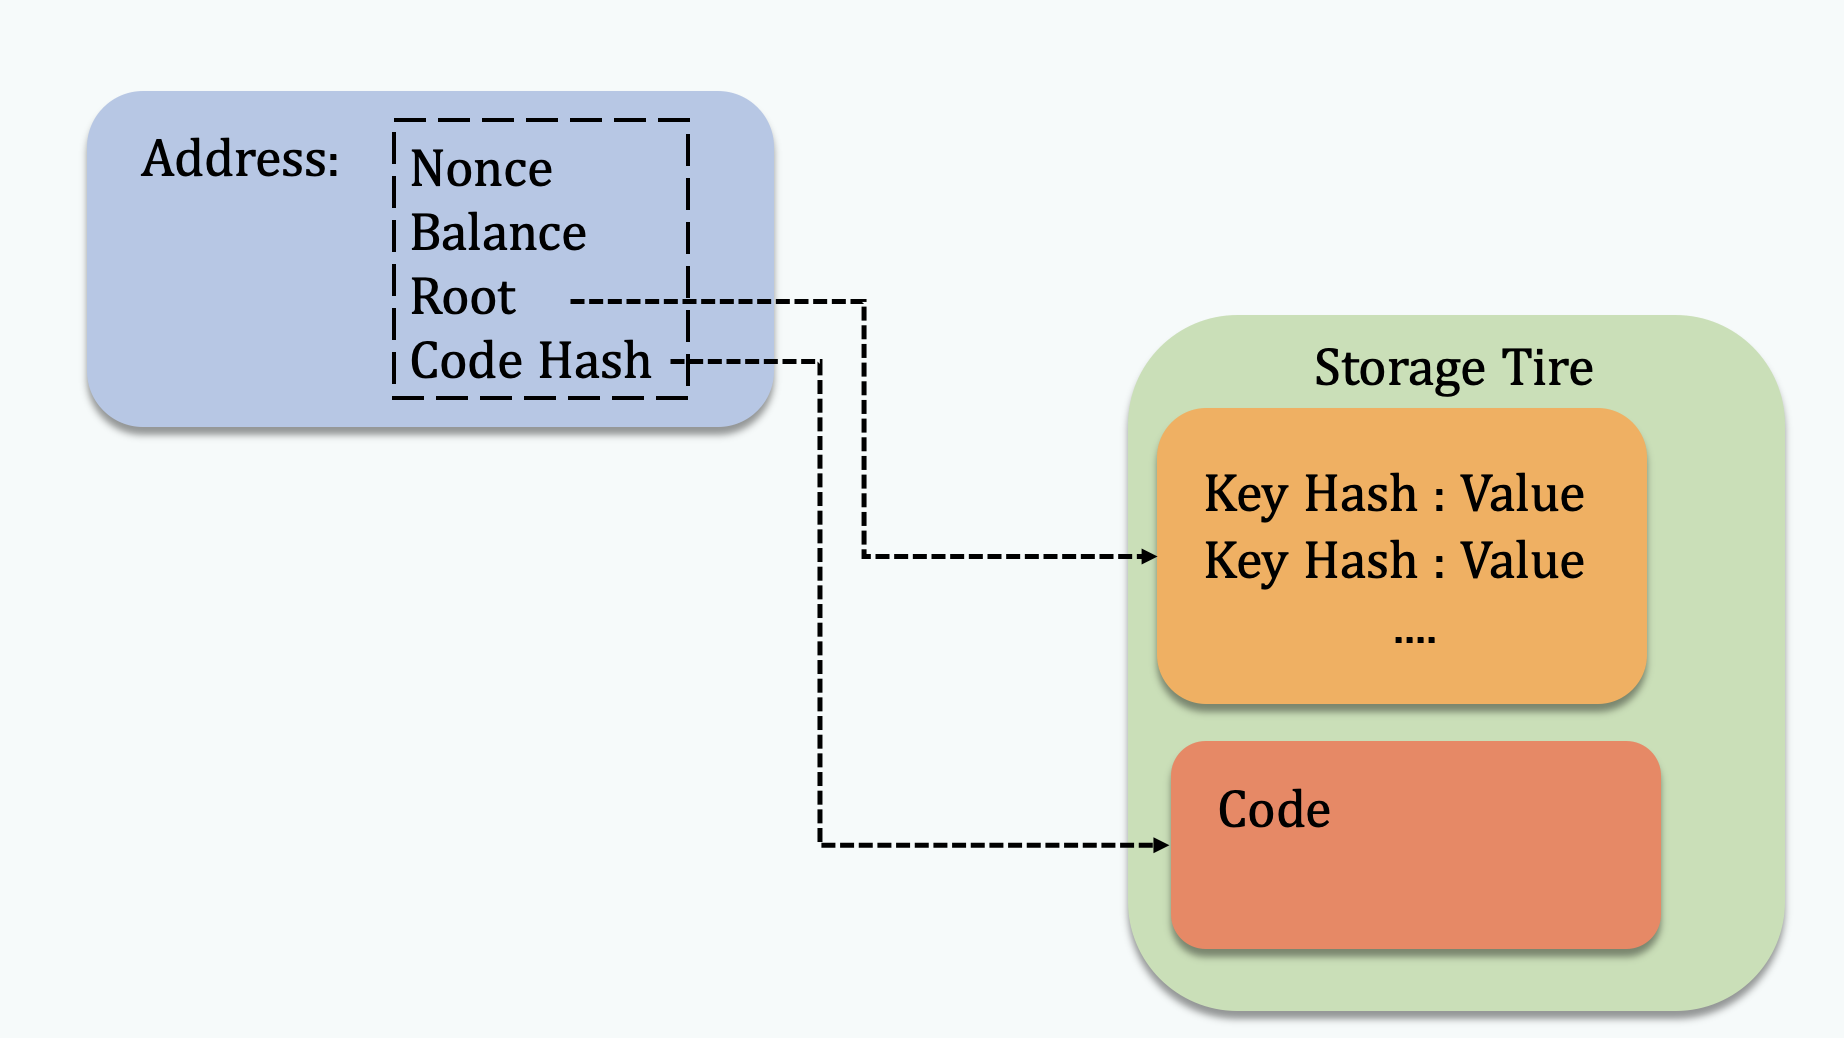 Address:
Nonce
Balance
Root
Code Hash
Storage Tire
Key Hash : Value
Key Hash : Value
....
Code